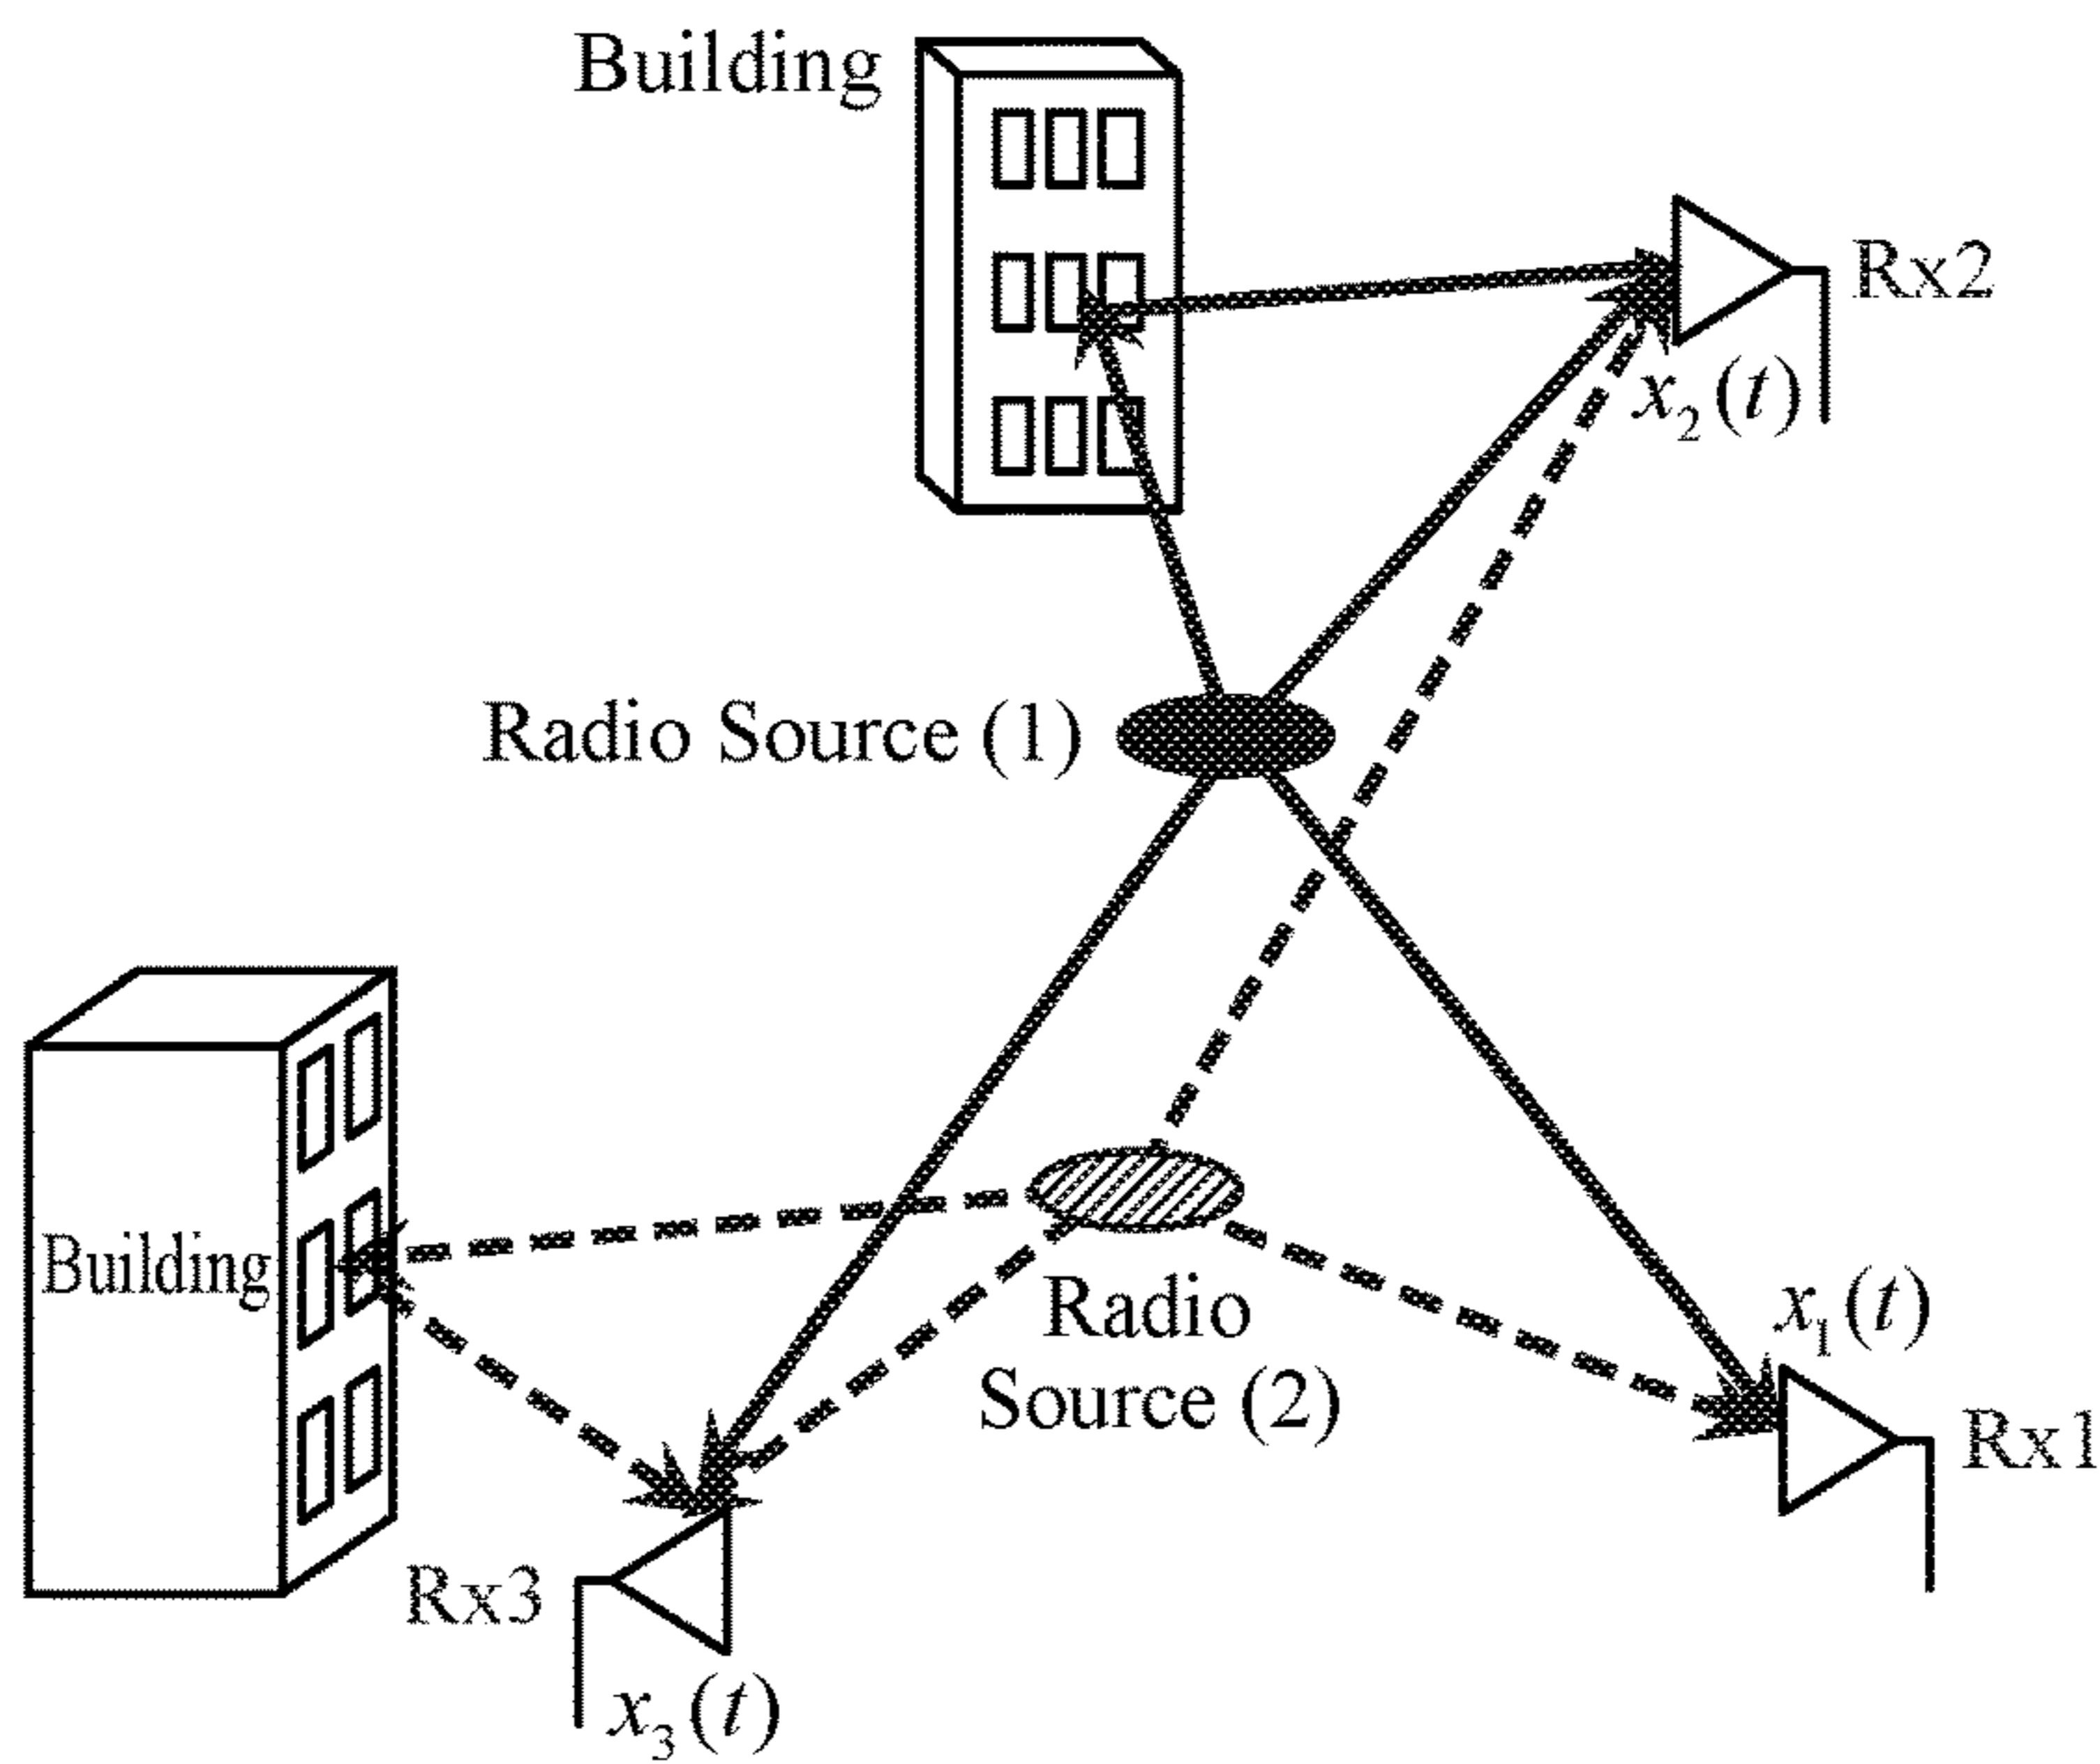 Building
Rx2
x₂(t)
Radio Source (1)
Building
Radio
Source (2)
x₁(t)
Rx1
Rx3
x₃(t)